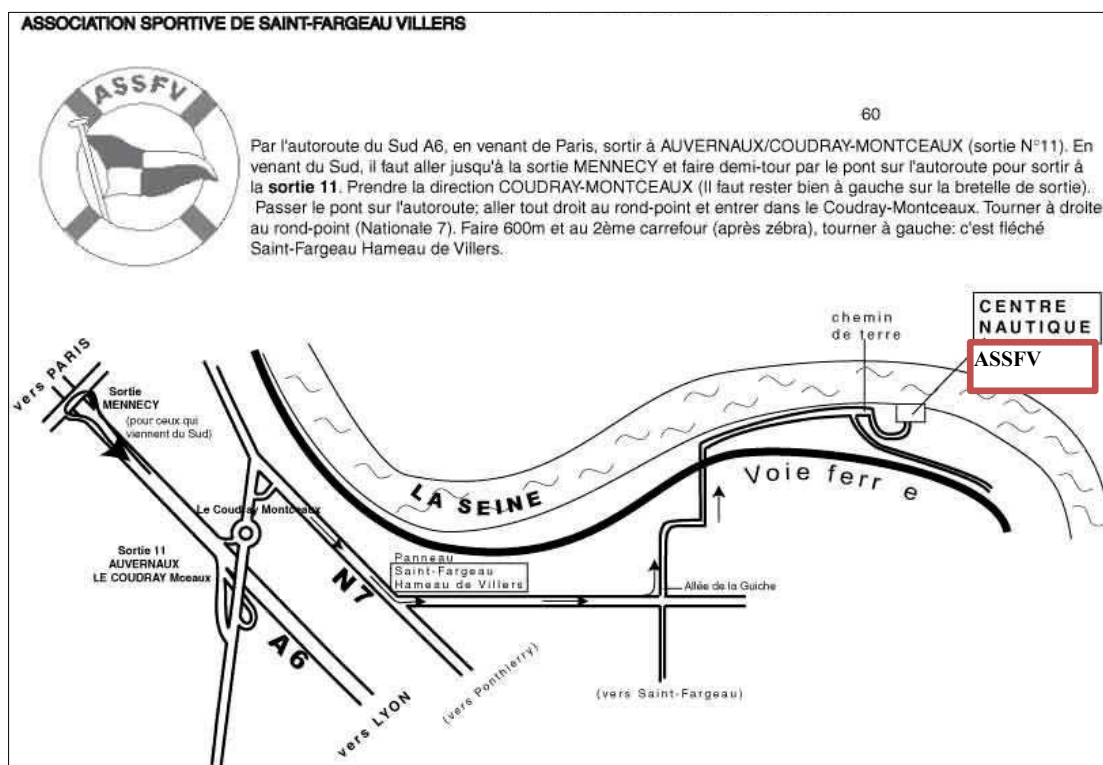 ASSOCIATION SPORTIVE DE SAINT-FARGEAU VILLERS
ASSFV
60
Par l'autoroute du Sud A6, en venant de Paris, sortir à AUVERNAUX/COUDRAY-MONTCEAUX (sortie N°11). En
venant du Sud, il faut aller jusqu'à la sortie MENNECY et faire demi-tour par le pont sur l'autoroute pour sortir à
la sortie 11. Prendre la direction COUDRAY-MONTCEAUX (Il faut rester bien à gauche sur la bretelle de sortie).
Passer le pont sur l'autoroute; aller tout droit au rond-point et entrer dans le Coudray-Montceaux. Tourner à droite
au rond-point (Nationale 7). Faire 600m et au 2ème carrefour (après zébra), tourner à gauche: c'est fléché
Saint-Fargeau Hameau de Villers.
CENTRE
NAUTIQUE
ASSFV
chemin
de terre
vers PARIS
Sortie
MENNECY
(pour ceux qui
viennent du Sud)
LA SEINE
Voie ferr e
Le Coudray Montceaux
Sortie 11
AUVERNAUX
LE COUDRAY Mceaux
Panneau
Saint-Fargeau
Hameau de Villers
Allée de la Guiche
N7
A6
vers LYON
(vers Ponthierry)
(vers Saint-Fargeau)